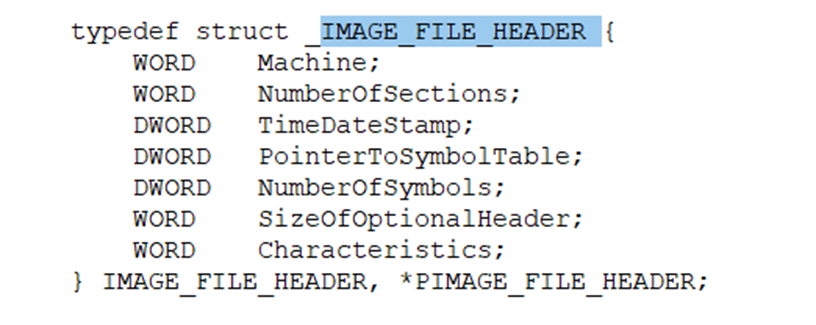 typedef struct _IMAGE_FILE_HEADER {
WORD Machine;
WORD NumberOfSections;
DWORD TimeDateStamp;
DWORD PointerToSymbolTable;
DWORD NumberOfSymbols;
WORD SizeOfOptionalHeader;
WORD Characteristics;
} IMAGE_FILE_HEADER, *PIMAGE_FILE_HEADER;